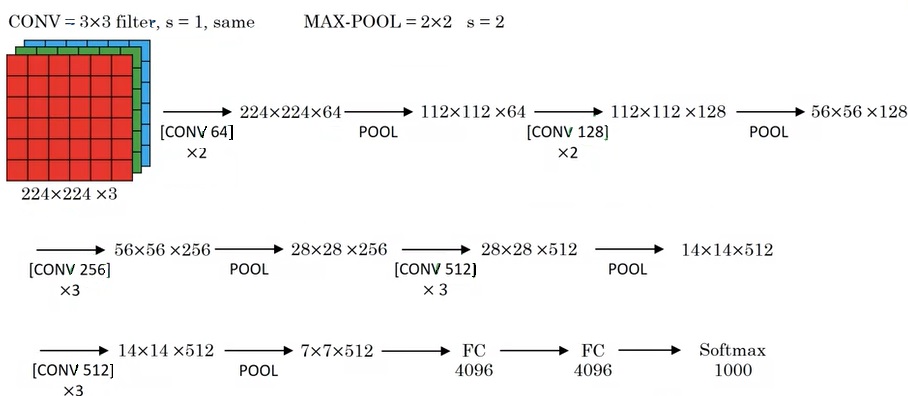 CONV = 3×3 filter, s = 1, same MAX-POOL = 2×2 s = 2
224×224×64 112×112 ×64 112×112 ×128 56×56 ×128
[CONV 64] POOL [CONV 128] POOL
×2 ×2
224×224 ×3
56×56 ×256 28×28 ×256 28×28 ×512 14×14×512
[CONV 256] POOL [CONV 512] POOL
×3 × 3
14×14 ×512 7×7×512 FC FC Softmax
[CONV 512] POOL 4096 4096 1000
×3